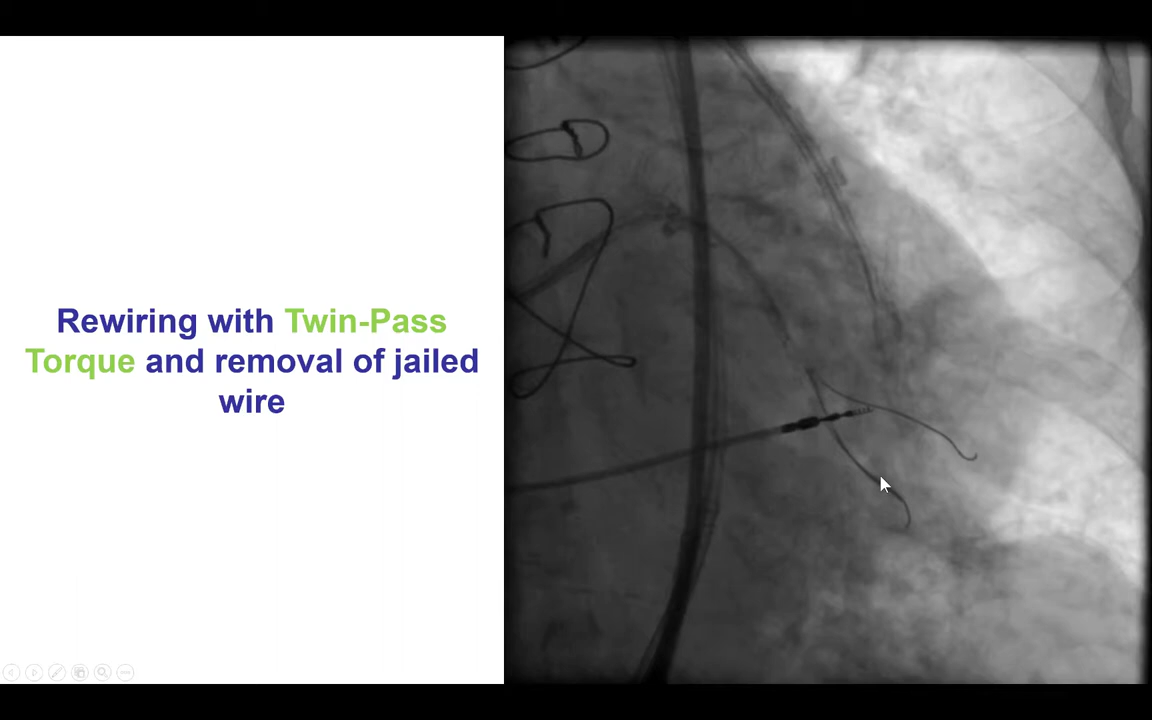 Rewiring with Twin-Pass
Torque and removal of jailed
wire